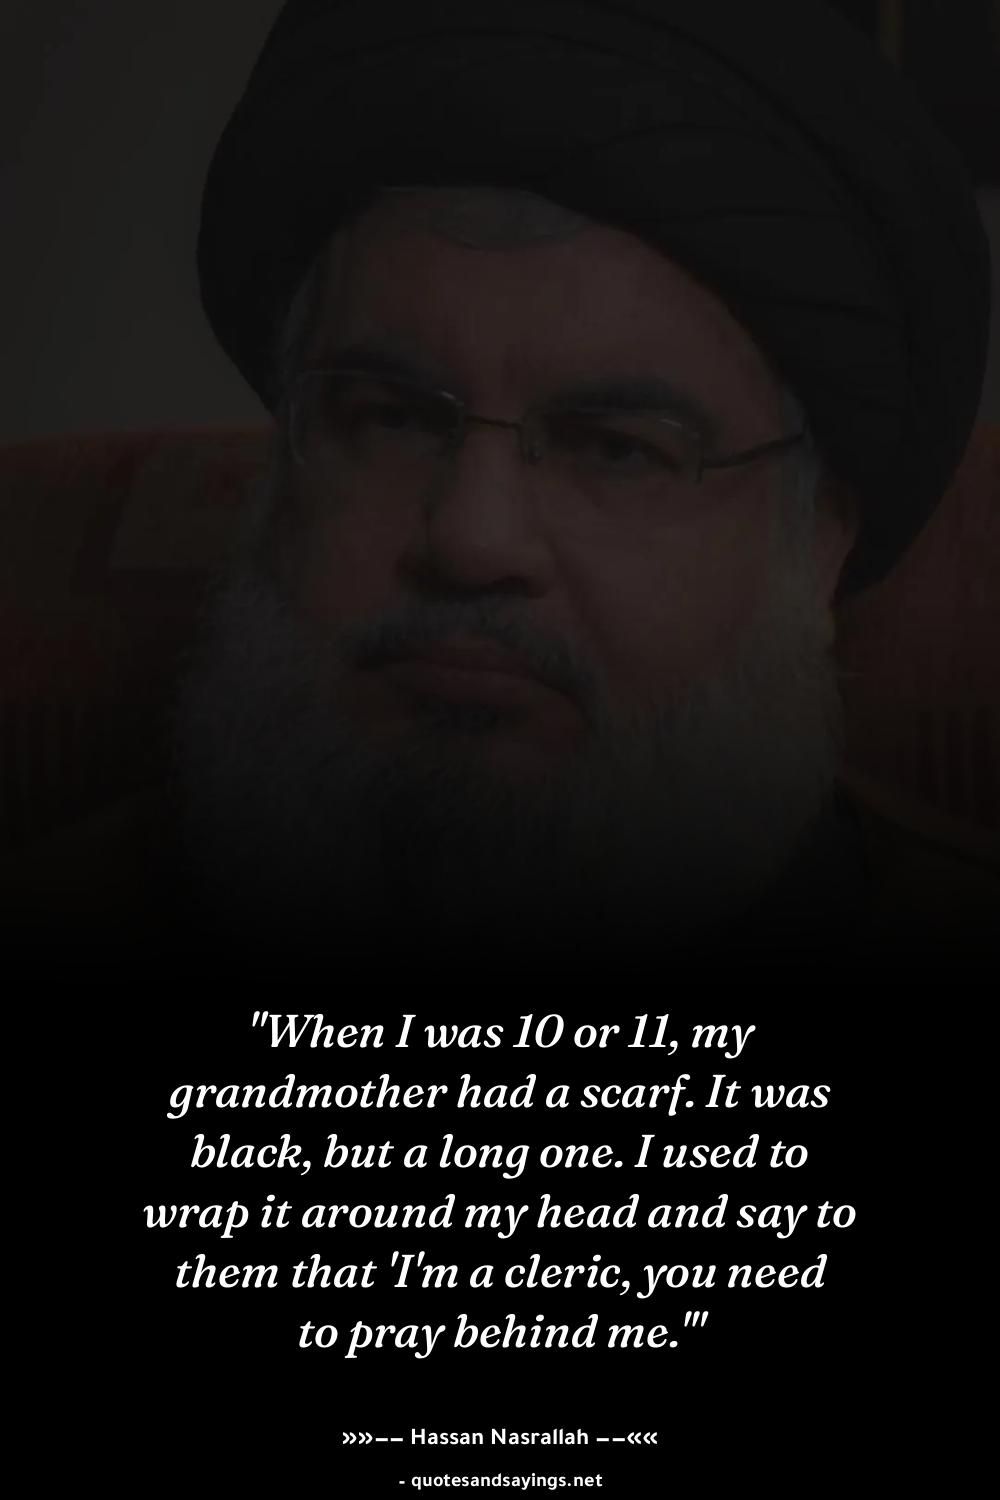 "When I was 10 or 11, my
grandmother had a scarf. It was
black, but a long one. I used to
wrap it around my head and say to
them that 'I'm a cleric, you need
to pray behind me.'"
»»−− Hassan Nasrallah −−««
- quotesandsayings.net